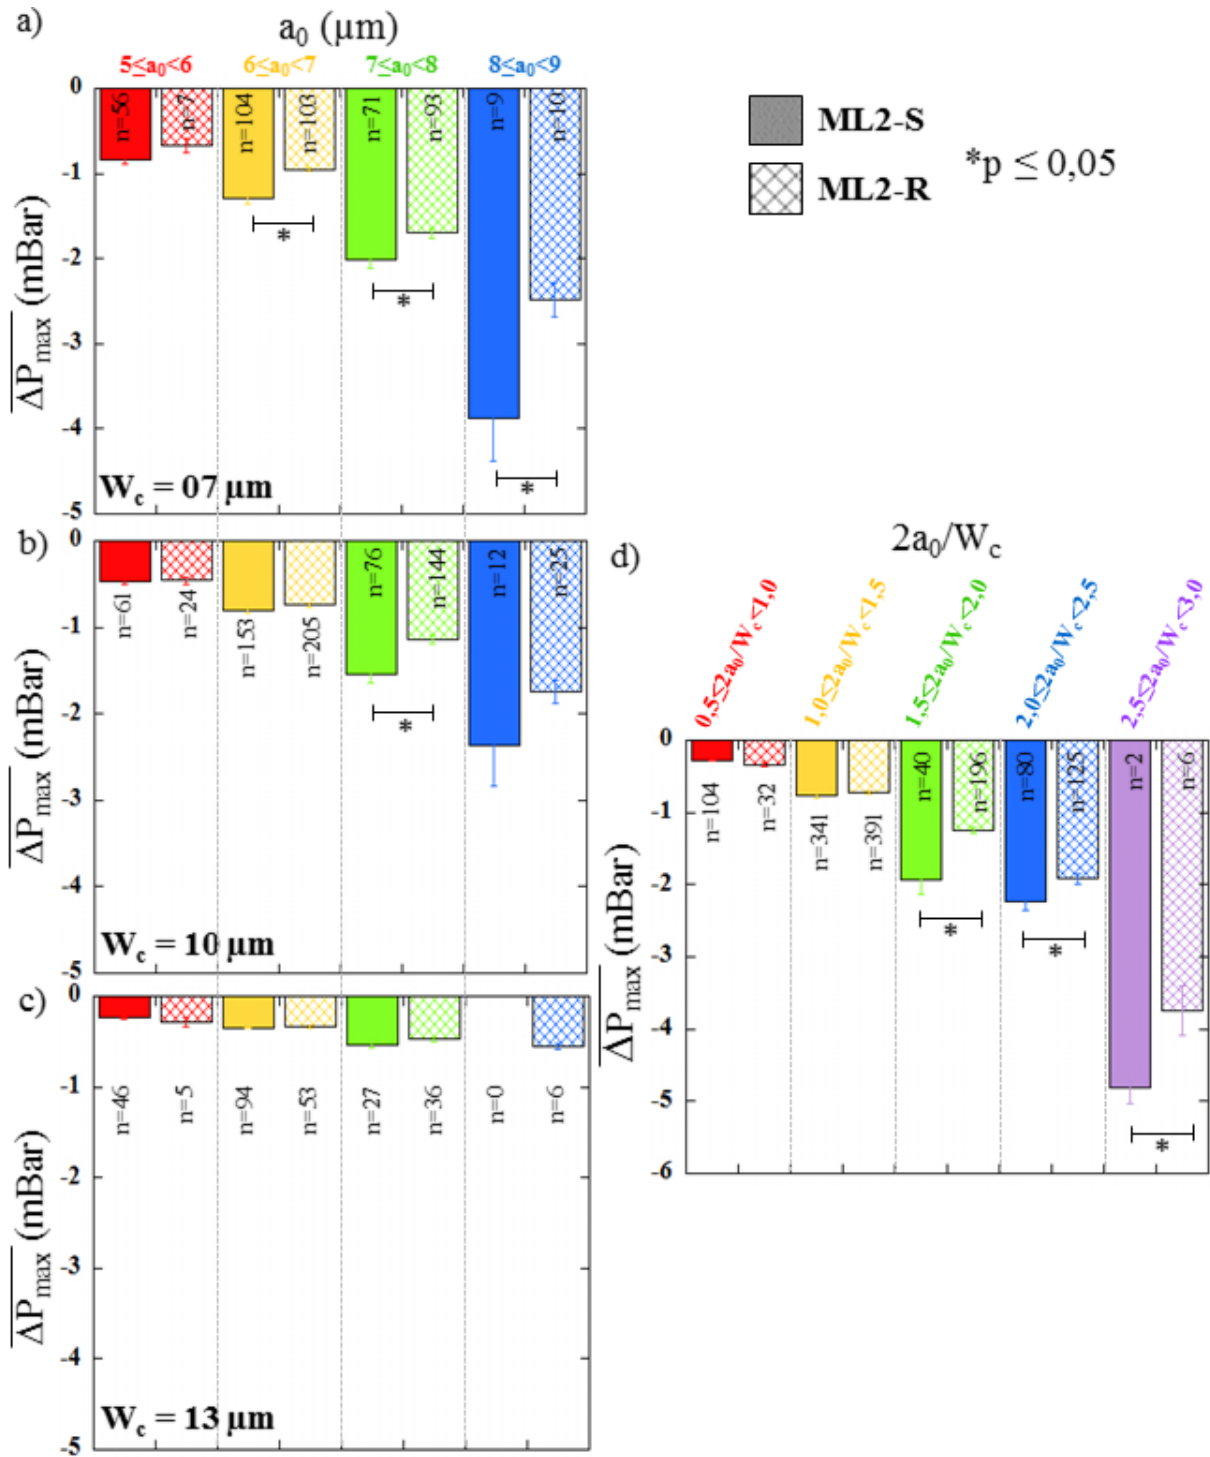 a)
a₀ (µm)
5≤a₀<6 6≤a₀<7 7≤a₀<8 8≤a₀<9
0
-1
-2
-3
-4
-5
ΔPmax (mBar)
n=56 n=7 n=104 n=103 n=71 n=93 n=9 n=10
*
*
*
Wc = 07 µm
ML2-S
ML2-R
*p ≤ 0,05
b)
0
-1
-2
-3
-4
-5
ΔPmax (mBar)
n=61 n=24 n=153 n=205 n=76 n=144 n=12 n=25
*
Wc = 10 µm
c)
0
-1
-2
-3
-4
-5
ΔPmax (mBar)
n=46 n=5 n=94 n=53 n=27 n=36 n=0 n=6
Wc = 13 µm
d)
2a₀/Wc
0,5≤2a₀/Wc<1,0 1,0≤2a₀/Wc<1,5 1,5≤2a₀/Wc<2,0 2,0≤2a₀/Wc<2,5 2,5≤2a₀/Wc<3,0
0
-1
-2
-3
-4
-5
-6
ΔPmax (mBar)
n=104 n=32 n=341 n=391 n=40 n=196 n=80 n=125 n=2 n=6
*
*
*